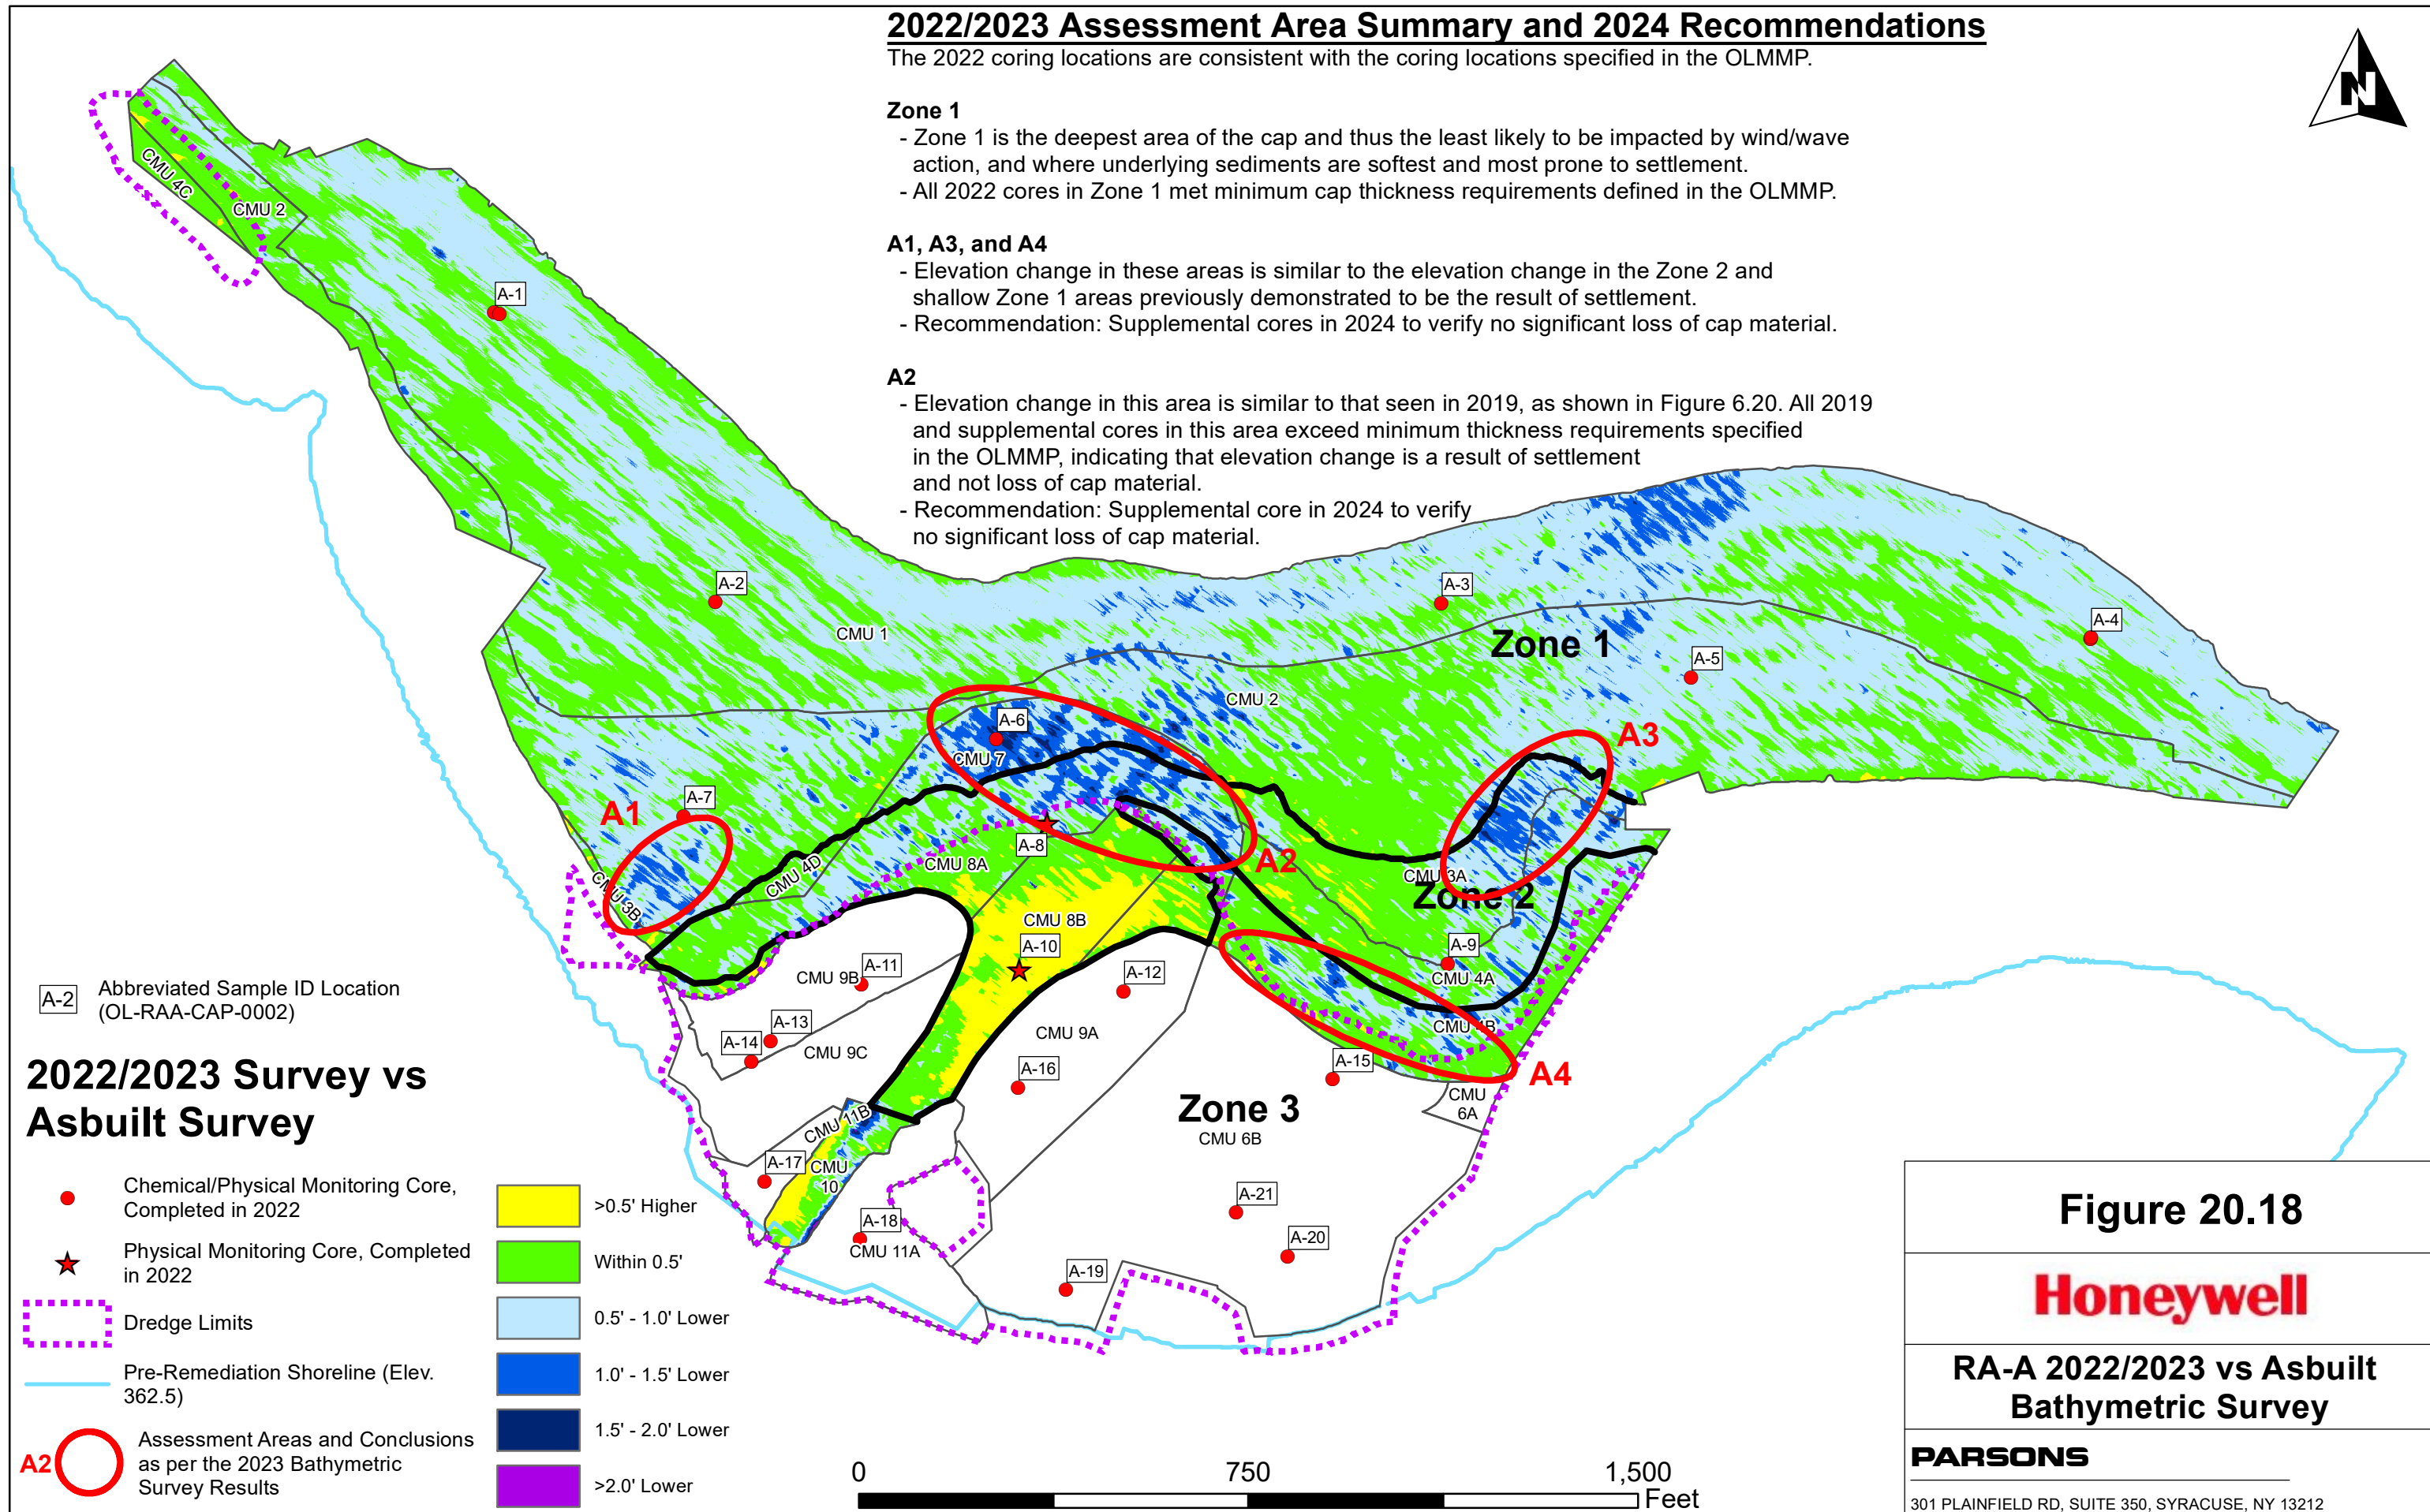 2022/2023 Assessment Area Summary and 2024 Recommendations
The 2022 coring locations are consistent with the coring locations specified in the OLMMP.
N
Zone 1
- Zone 1 is the deepest area of the cap and thus the least likely to be impacted by wind/wave
action, and where underlying sediments are softest and most prone to settlement.
- All 2022 cores in Zone 1 met minimum cap thickness requirements defined in the OLMMP.
A1, A3, and A4
- Elevation change in these areas is similar to the elevation change in the Zone 2 and
shallow Zone 1 areas previously demonstrated to be the result of settlement.
- Recommendation: Supplemental cores in 2024 to verify no significant loss of cap material.
A2
- Elevation change in this area is similar to that seen in 2019, as shown in Figure 6.20. All 2019
and supplemental cores in this area exceed minimum thickness requirements specified
in the OLMMP, indicating that elevation change is a result of settlement
and not loss of cap material.
- Recommendation: Supplemental core in 2024 to verify
no significant loss of cap material.
CMU 4C
CMU 2
A-1
A-2
CMU 1
A-3
Zone 1
A-4
A-5
CMU 2
A-6
CMU 7
A3
A-7
A1
A-8
A2
CMU 8A
CMU 4D
CMU 3A
Zone 2
CMU 3B
CMU 8B
A-10
A-9
CMU 4A
A-11
CMU 9B
A-12
CMU 4B
A-13
CMU 9A
A-14
CMU 9C
A-15
A4
A-16
CMU
6A
Zone 3
CMU 6B
CMU 11B
A-17
CMU
10
A-21
A-18
CMU 11A
A-20
A-19
A-2
Abbreviated Sample ID Location
(OL-RAA-CAP-0002)
2022/2023 Survey vs
Asbuilt Survey
Chemical/Physical Monitoring Core,
Completed in 2022
Physical Monitoring Core, Completed
in 2022
Dredge Limits
Pre-Remediation Shoreline (Elev.
362.5)
A2
Assessment Areas and Conclusions
as per the 2023 Bathymetric
Survey Results
>0.5' Higher
Within 0.5'
0.5' - 1.0' Lower
1.0' - 1.5' Lower
1.5' - 2.0' Lower
>2.0' Lower
0 750 1,500
Feet
Figure 20.18
Honeywell
RA-A 2022/2023 vs Asbuilt
Bathymetric Survey
PARSONS
301 PLAINFIELD RD, SUITE 350, SYRACUSE, NY 13212